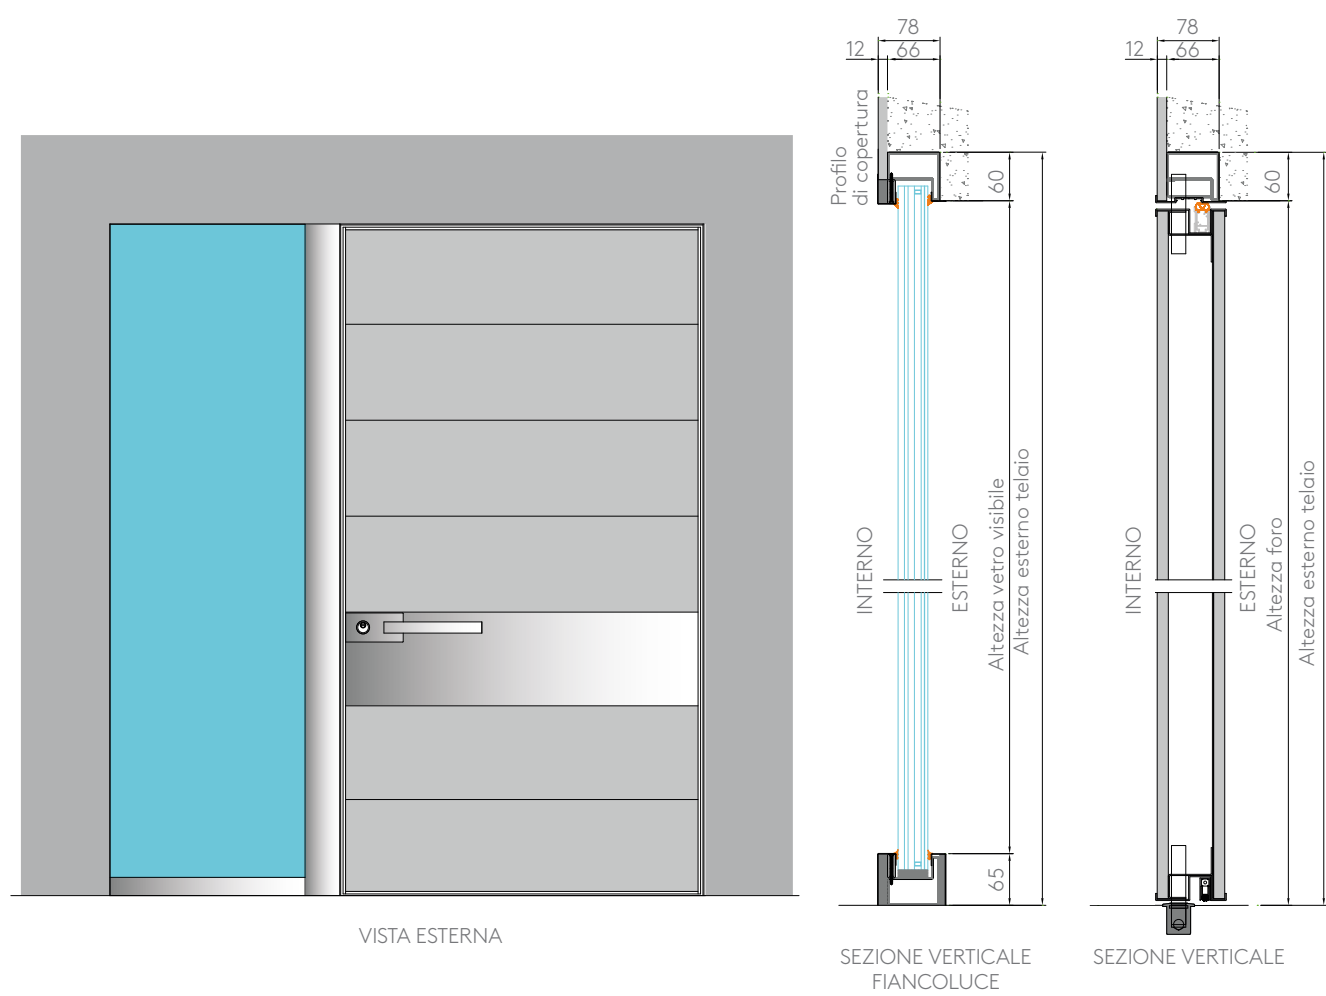 VISTA ESTERNA
78
12
66
Profilo
di copertura
60
INTERNO
ESTERNO
Altezza vetro visibile
Altezza esterno telaio
65
SEZIONE VERTICALE
FIANCOLUCE
78
12
66
60
INTERNO
ESTERNO
Altezza foro
Altezza esterno telaio
SEZIONE VERTICALE